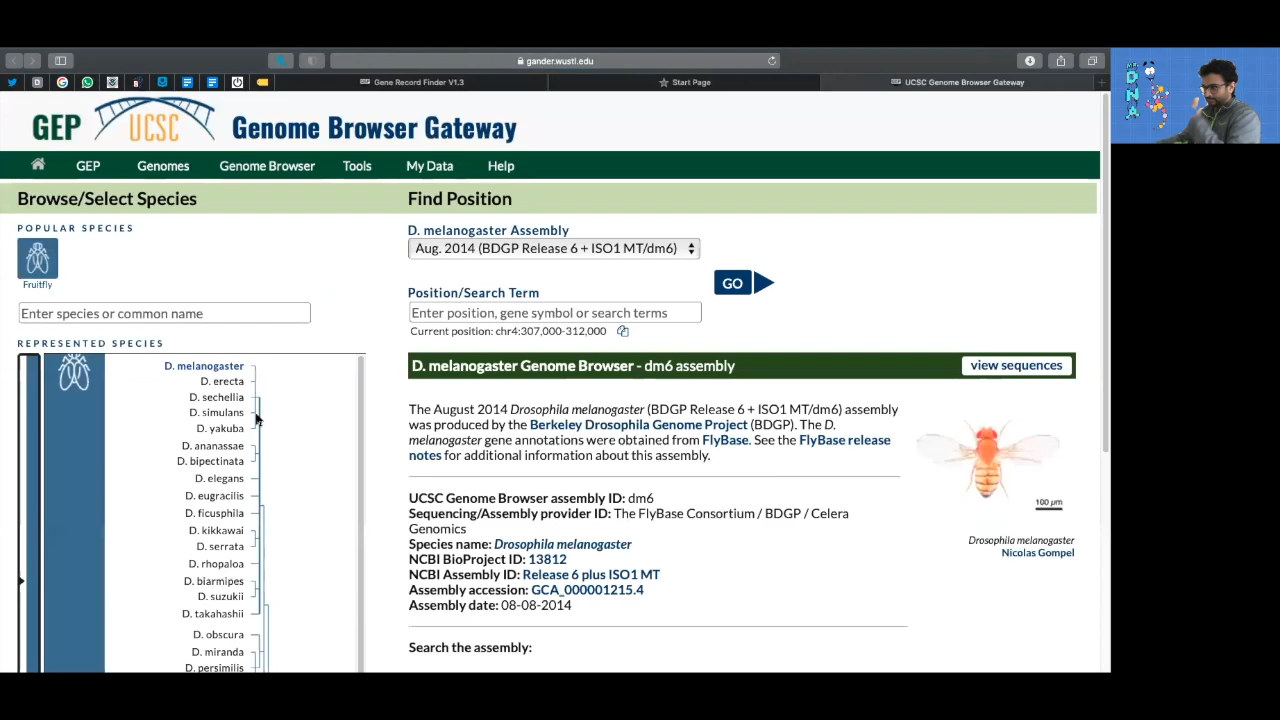 gander.wustl.edu
Gene Record Finder V1.3
Start Page
UCSC Genome Browser Gateway
DNA
GEP
UCSC
Genome Browser Gateway
GEP
Genomes
Genome Browser
Tools
My Data
Help
Browse/Select Species
Find Position
POPULAR SPECIES
Fruitfly
Enter species or common name
REPRESENTED SPECIES
D. melanogaster
D. erecta
D. sechellia
D. simulans
D. yakuba
D. ananassae
D. bipectinata
D. elegans
D. eugracilis
D. ficusphila
D. kikkawai
D. serrata
D. rhopaloa
D. biarmipes
D. suzukii
D. takahashii
D. obscura
D. miranda
D. persimilis
D. melanogaster Assembly
Aug. 2014 (BDGP Release 6 + ISO1 MT/dm6)
GO
Position/Search Term
Enter position, gene symbol or search terms
Current position: chr4:307,000-312,000
D. melanogaster Genome Browser - dm6 assembly
view sequences
The August 2014 Drosophila melanogaster (BDGP Release 6 + ISO1 MT/dm6) assembly
was produced by the Berkeley Drosophila Genome Project (BDGP). The D.
melanogaster gene annotations were obtained from FlyBase. See the FlyBase release
notes for additional information about this assembly.
UCSC Genome Browser assembly ID: dm6
Sequencing/Assembly provider ID: The FlyBase Consortium / BDGP / Celera
Genomics
Species name: Drosophila melanogaster
NCBI BioProject ID: 13812
NCBI Assembly ID: Release 6 plus ISO1 MT
Assembly accession: GCA_000001215.4
Assembly date: 08-08-2014
100 µm
Drosophila melanogaster
Nicolas Gompel
Search the assembly: